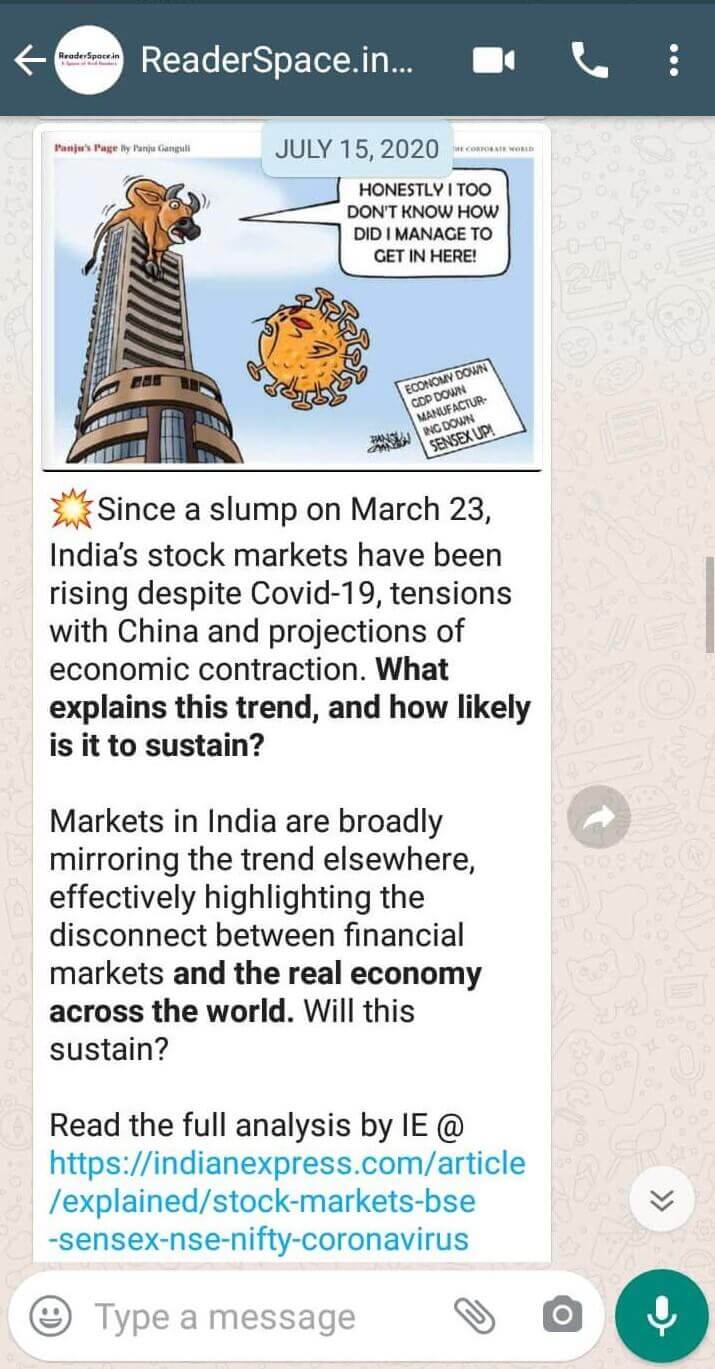 ReaderSpace.in
ReaderSpace.in...
JULY 15, 2020
Panju's Page By Panju Ganguli
THE CORPORATE WORLD
HONESTLY I TOO
DON'T KNOW HOW
DID I MANAGE TO
GET IN HERE!
ECONOMY DOWN
GDP DOWN
MANUFACTUR-
ING DOWN
SENSEX UP!
💥Since a slump on March 23,
India's stock markets have been
rising despite Covid-19, tensions
with China and projections of
economic contraction. What
explains this trend, and how likely
is it to sustain?
Markets in India are broadly
mirroring the trend elsewhere,
effectively highlighting the
disconnect between financial
markets and the real economy
across the world. Will this
sustain?
Read the full analysis by IE @
https://indianexpress.com/article
/explained/stock-markets-bse
-sensex-nse-nifty-coronavirus
Type a message